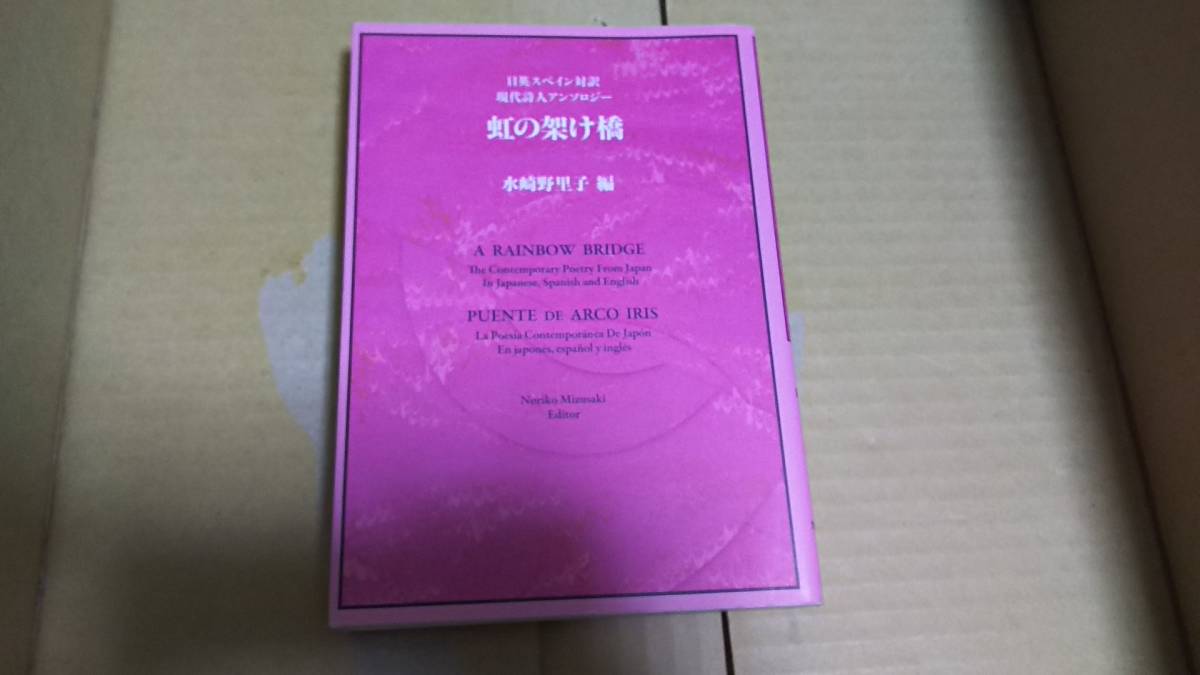 日英スペイン対訳
現代詩人アンソロジー
虹の架け橋
水崎野里子 編
A RAINBOW BRIDGE
The Contemporary Poetry From Japan
In Japanese, Spanish and English
PUENTE DE ARCO IRIS
La Poesía Contemporánea De Japón
En japones, español y inglés
Noriko Mizusaki
Editor